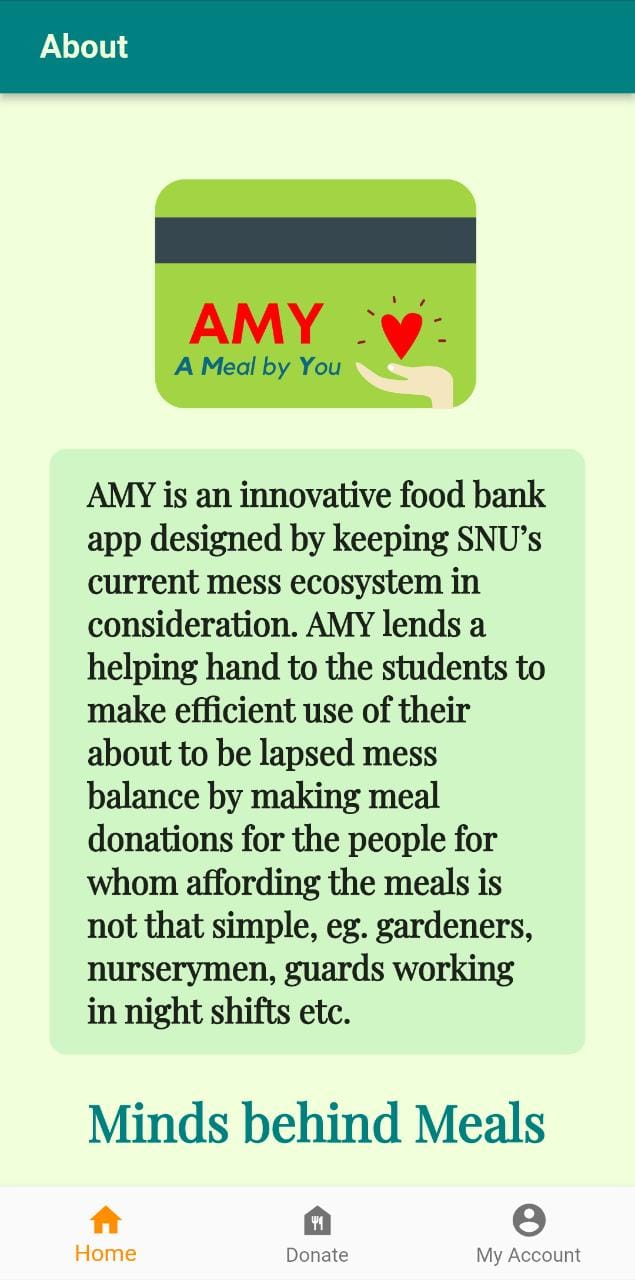 About
AMY
A Meal by You
AMY is an innovative food bank
app designed by keeping SNU’s
current mess ecosystem in
consideration. AMY lends a
helping hand to the students to
make efficient use of their
about to be lapsed mess
balance by making meal
donations for the people for
whom affording the meals is
not that simple, eg. gardeners,
nurserymen, guards working
in night shifts etc.
Minds behind Meals
Home
Donate
My Account